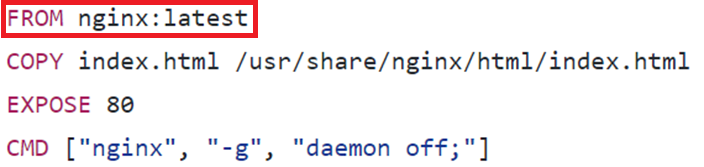 FROM nginx:latest
COPY index.html /usr/share/nginx/html/index.html
EXPOSE 80
CMD ["nginx", "-g", "daemon off;"]